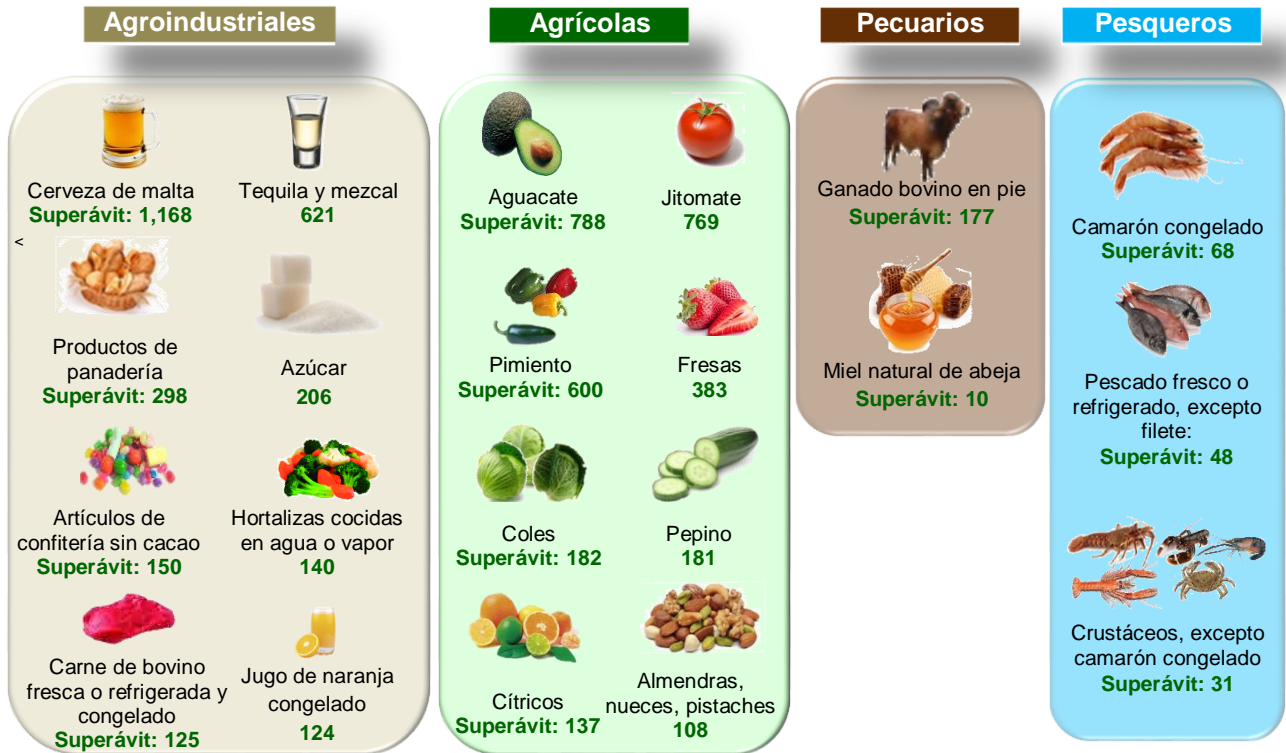 Agroindustriales
Cerveza de malta
Superávit: 1,168
Tequila y mezcal
621
<
Productos de
panadería
Superávit: 298
Azúcar
206
Artículos de
confitería sin cacao
Superávit: 150
Hortalizas cocidas
en agua o vapor
140
Carne de bovino
fresca o refrigerada y
congelado
Superávit: 125
Jugo de naranja
congelado
124
Agrícolas
Aguacate
Superávit: 788
Jitomate
769
Pimiento
Superávit: 600
Fresas
383
Coles
Superávit: 182
Pepino
181
Cítricos
Superávit: 137
Almendras,
nueces, pistaches
108
Pecuarios
Ganado bovino en pie
Superávit: 177
Miel natural de abeja
Superávit: 10
Pesqueros
Camarón congelado
Superávit: 68
Pescado fresco o
refrigerado, excepto
filete:
Superávit: 48
Crustáceos, excepto
camarón congelado
Superávit: 31